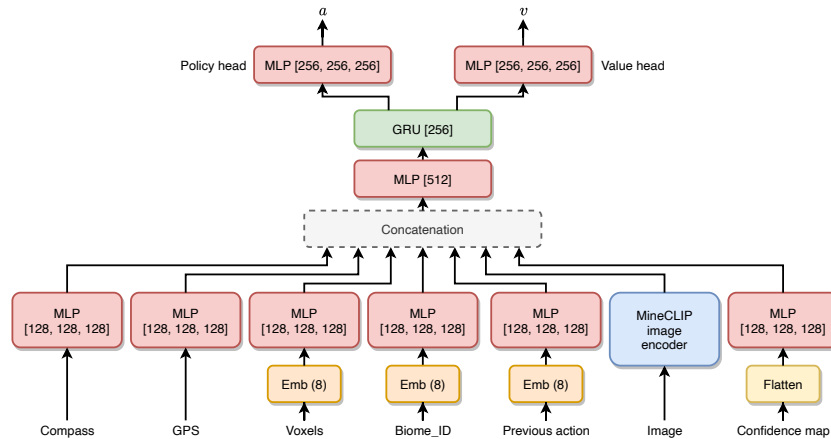 a
v
Policy head
MLP [256, 256, 256]
MLP [256, 256, 256]
Value head
GRU [256]
MLP [512]
Concatenation
MLP
[128, 128, 128]
MLP
[128, 128, 128]
MLP
[128, 128, 128]
MLP
[128, 128, 128]
MLP
[128, 128, 128]
MineCLIP
image
encoder
MLP
[128, 128, 128]
Emb (8)
Emb (8)
Emb (8)
Flatten
Compass
GPS
Voxels
Biome_ID
Previous action
Image
Confidence map